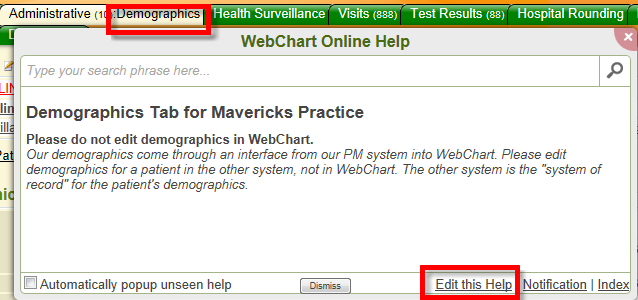 Administrative (10 Demographics Health Surveillance Visits (888) Test Results (88) Hospital Rounding
WebChart Online Help
x
Type your search phrase here...
Demographics Tab for Mavericks Practice
Please do not edit demographics in WebChart.
Our demographics come through an interface from our PM system into WebChart. Please edit
demographics for a patient in the other system, not in WebChart. The other system is the "system of
record" for the patient's demographics.
Automatically popup unseen help Dismiss Edit this Help Notification | Index